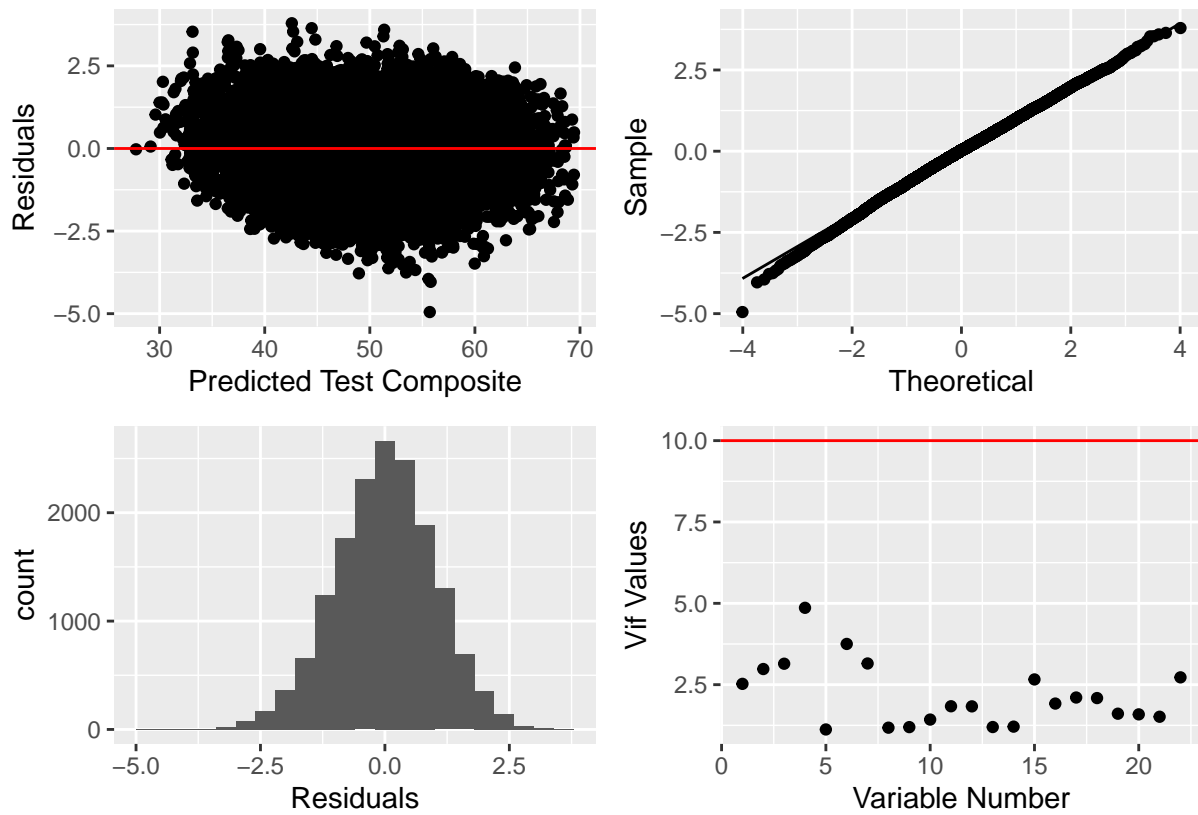 2.5
0.0
−2.5
−5.0
Residuals
30 40 50 60 70
Predicted Test Composite
2.5
0.0
−2.5
−5.0
Sample
−4 −2 0 2 4
Theoretical
2000
1000
0
count
−5.0 −2.5 0.0 2.5
Residuals
10.0
7.5
5.0
2.5
Vif Values
0 5 10 15 20
Variable Number